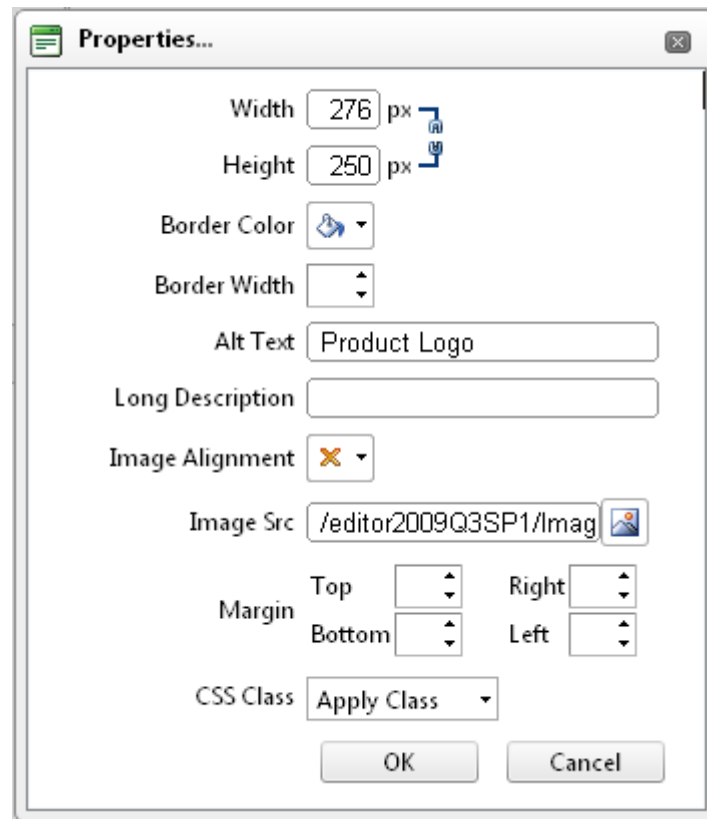 Properties...
Width 276 px
Height 250 px
Border Color
Border Width
Alt Text Product Logo
Long Description
Image Alignment
Image Src /editor2009Q3SP1/Imag
Top Right
Margin
Bottom Left
CSS Class Apply Class
OK Cancel